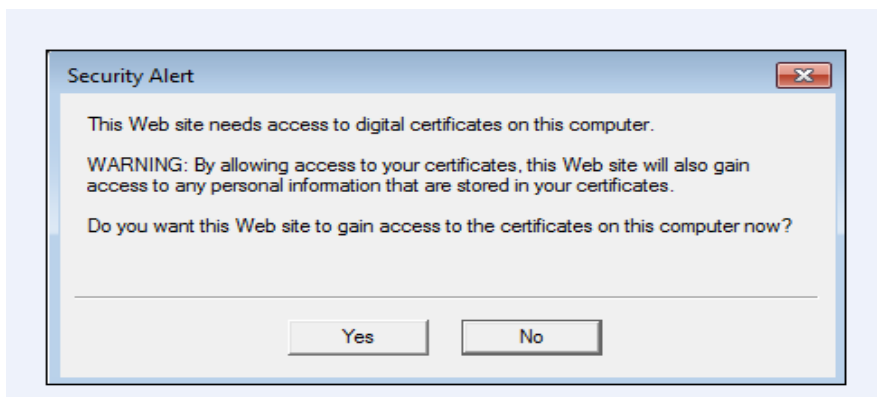 Security Alert
This Web site needs access to digital certificates on this computer.
WARNING: By allowing access to your certificates, this Web site will also gain
access to any personal information that are stored in your certificates.
Do you want this Web site to gain access to the certificates on this computer now?
Yes
No